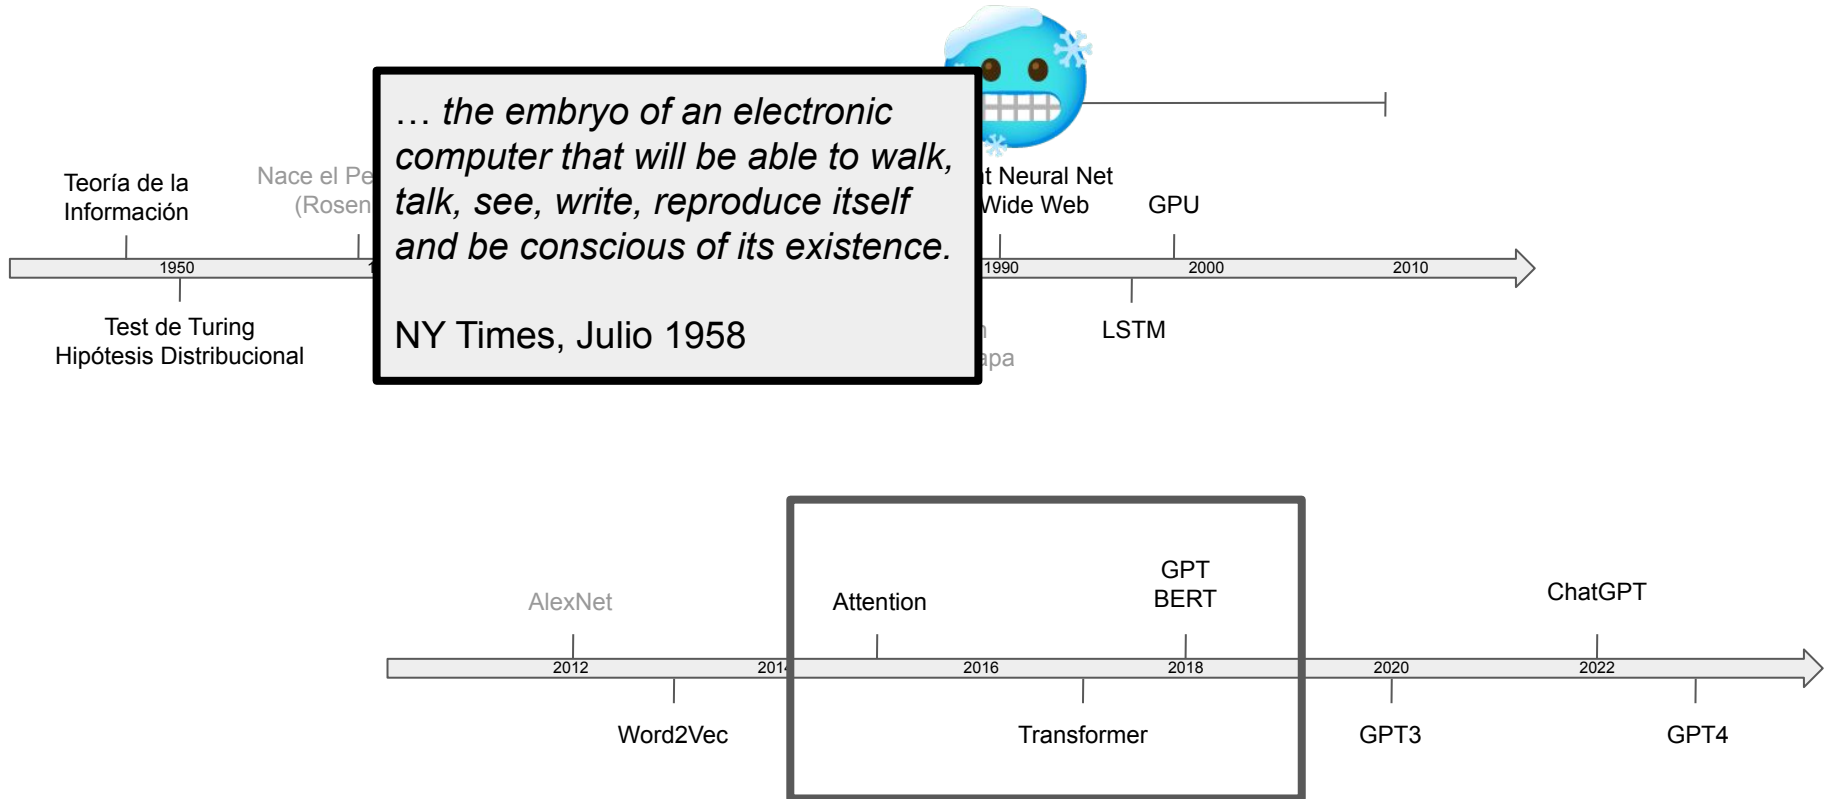 … the embryo of an electronic
computer that will be able to walk,
talk, see, write, reproduce itself
and be conscious of its existence.
NY Times, Julio 1958
Teoría de la
Información
Nace el
Neural Net
Wide Web
GPU
1950
1990
2000
2010
Test de Turing
Hipótesis Distribucional
LSTM
AlexNet
Attention
GPT
BERT
ChatGPT
2012
2014
2016
2018
2020
2022
Word2Vec
Transformer
GPT3
GPT4